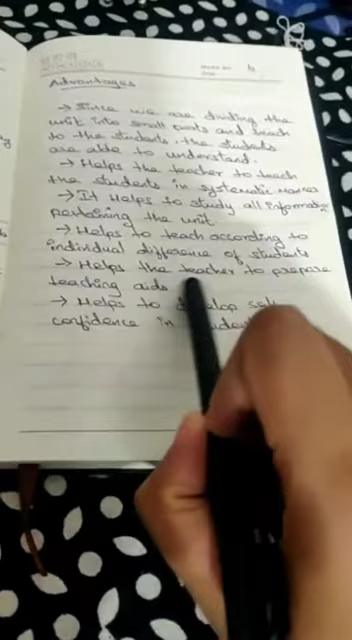 Advantages
→ Since we are dividing the
unit into small parts and teach
to the students, the students
are able to understand.
→ Helps the teacher to teach
the students in systematic manner
→ It Helps to study all information
pertaining the unit.
→ Helps to teach according to
individual difference of students
→ Helps the teacher to prepare
teaching aids
→ Helps to develop self
confidence in